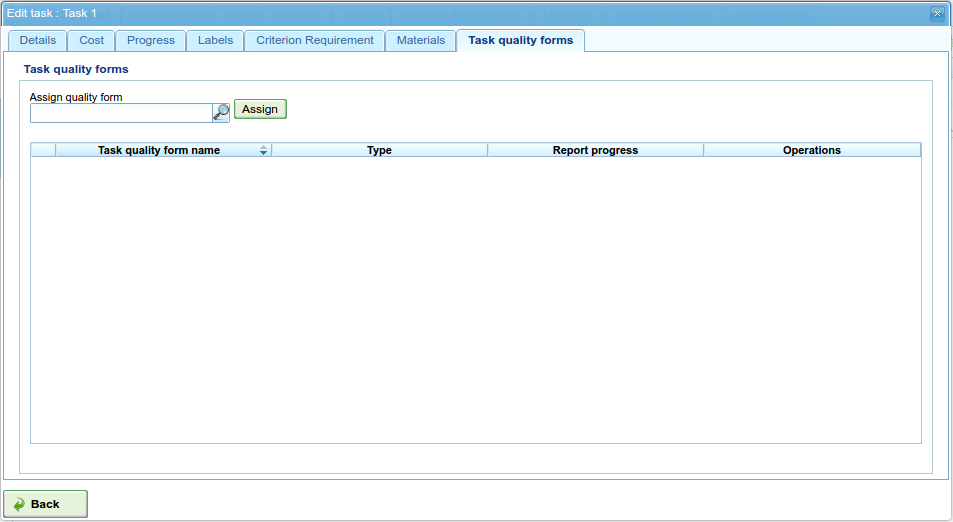 Edit task : Task 1
Details Cost Progress Labels Criterion Requirement Materials Task quality forms
Task quality forms
Assign quality form
Assign
Task quality form name Type Report progress Operations
Back